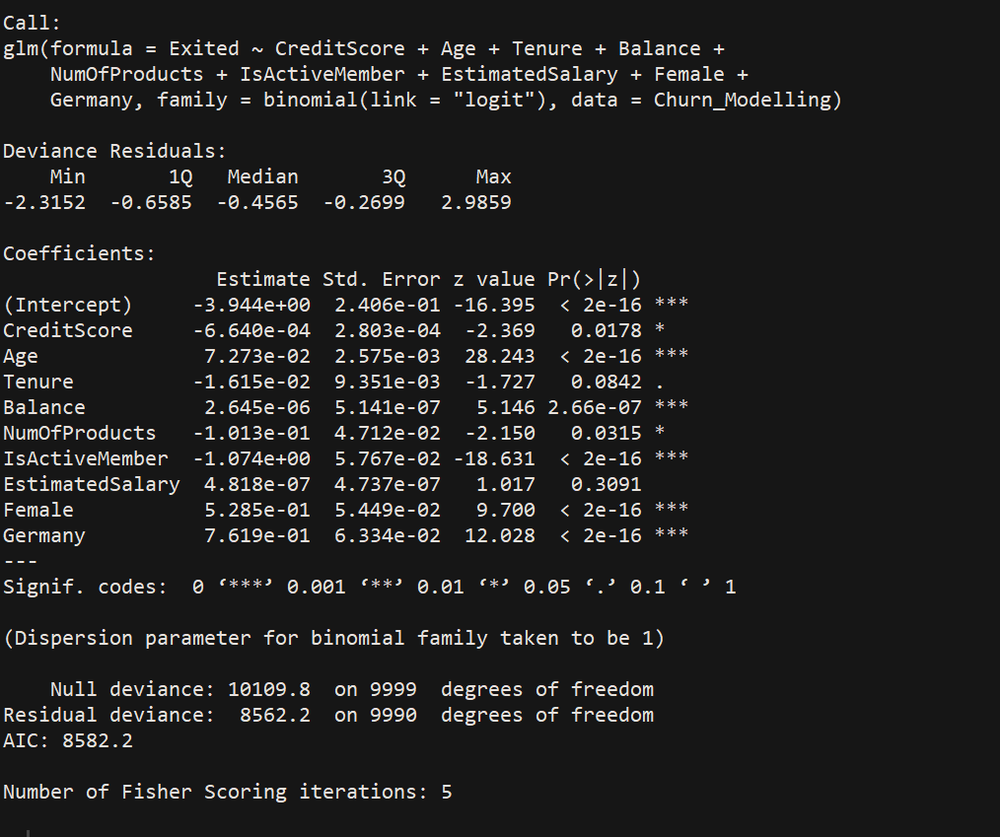 Call:
glm(formula = Exited ~ CreditScore + Age + Tenure + Balance +
    NumOfProducts + IsActiveMember + EstimatedSalary + Female +
    Germany, family = binomial(link = "logit"), data = Churn_Modelling)

Deviance Residuals:
    Min       1Q   Median       3Q      Max
-2.3152  -0.6585  -0.4565  -0.2699   2.9859

Coefficients:
                  Estimate Std. Error z value Pr(>|z|)
(Intercept)     -3.944e+00  2.406e-01 -16.395  < 2e-16 ***
CreditScore     -6.640e-04  2.803e-04  -2.369   0.0178 *
Age              7.273e-02  2.575e-03  28.243  < 2e-16 ***
Tenure          -1.615e-02  9.351e-03  -1.727   0.0842 .
Balance          2.645e-06  5.141e-07   5.146 2.66e-07 ***
NumOfProducts   -1.013e-01  4.712e-02  -2.150   0.0315 *
IsActiveMember  -1.074e+00  5.767e-02 -18.631  < 2e-16 ***
EstimatedSalary  4.818e-07  4.737e-07   1.017   0.3091
Female           5.285e-01  5.449e-02   9.700  < 2e-16 ***
Germany          7.619e-01  6.334e-02  12.028  < 2e-16 ***
---
Signif. codes:  0 ‘***’ 0.001 ‘**’ 0.01 ‘*’ 0.05 ‘.’ 0.1 ‘ ’ 1

(Dispersion parameter for binomial family taken to be 1)

    Null deviance: 10109.8  on 9999  degrees of freedom
Residual deviance:  8562.2  on 9990  degrees of freedom
AIC: 8582.2

Number of Fisher Scoring iterations: 5